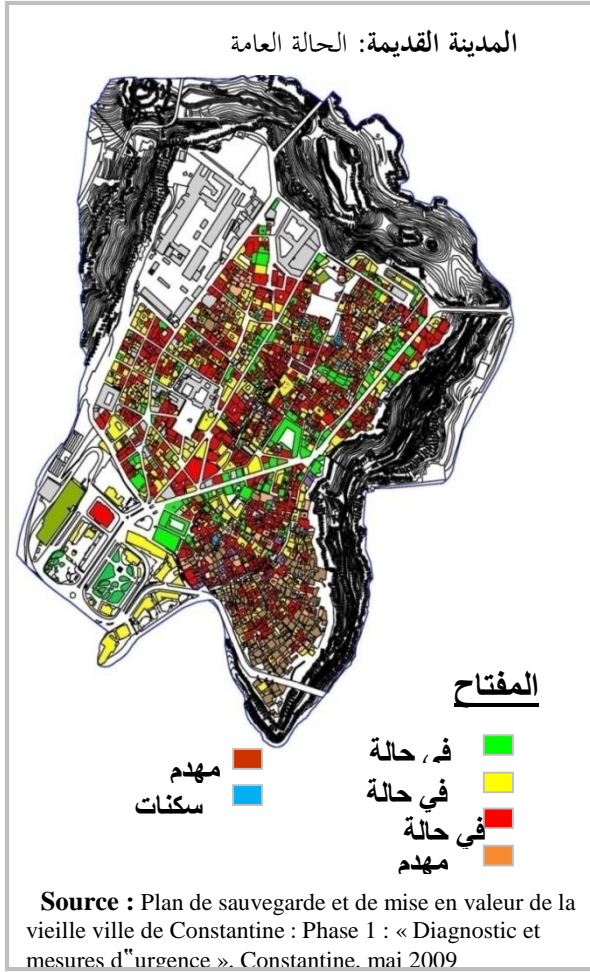 المدينة القديمة: الحالة العامة
المفتاح
في حالة
في حالة
في حالة
مهدم
مهدم
سكنات
Source : Plan de sauvegarde et de mise en valeur de la
vieille ville de Constantine : Phase 1 : « Diagnostic et
mesures d‟urgence », Constantine, mai 2009